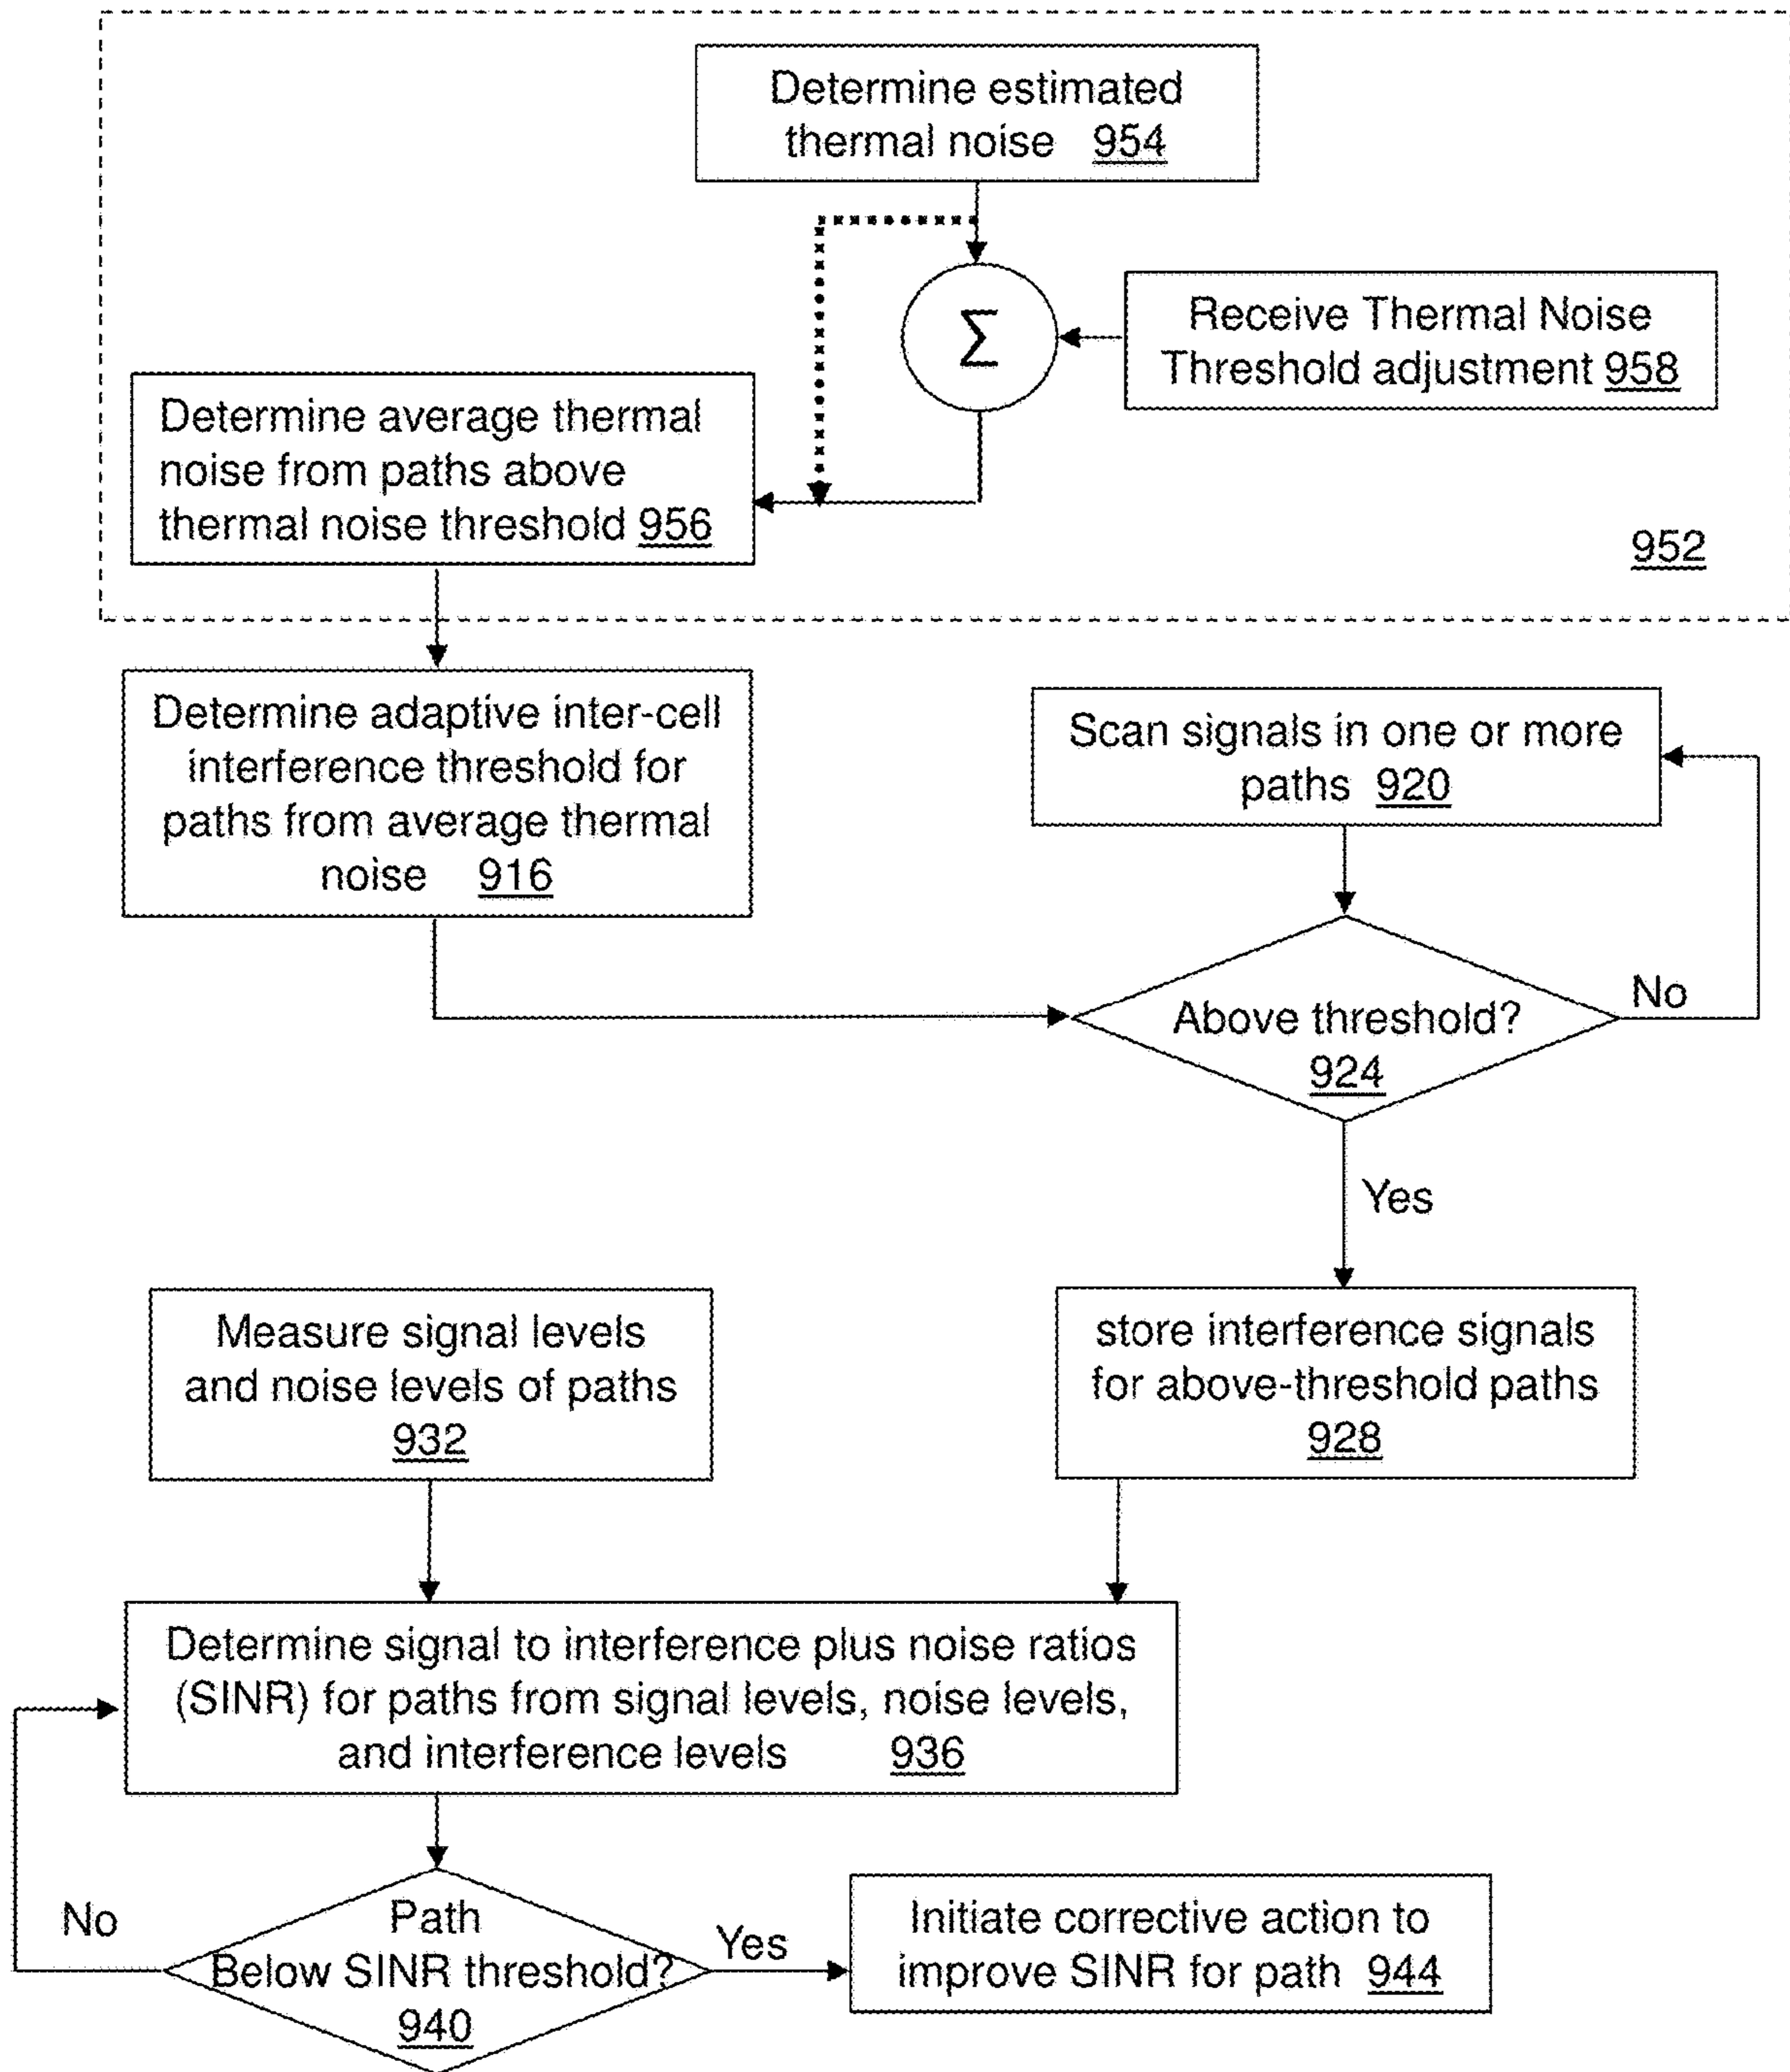 Determine estimated
thermal noise 954
Σ
Receive Thermal Noise
Threshold adjustment 958
Determine average thermal
noise from paths above
thermal noise threshold 956
952
Determine adaptive inter-cell
interference threshold for
paths from average thermal
noise 916
Scan signals in one or more
paths 920
Above threshold?
924
No
Yes
Measure signal levels
and noise levels of paths
932
store interference signals
for above-threshold paths
928
Determine signal to interference plus noise ratios
(SINR) for paths from signal levels, noise levels,
and interference levels 936
No
Path
Below SINR threshold?
940
Yes
Initiate corrective action to
improve SINR for path 944